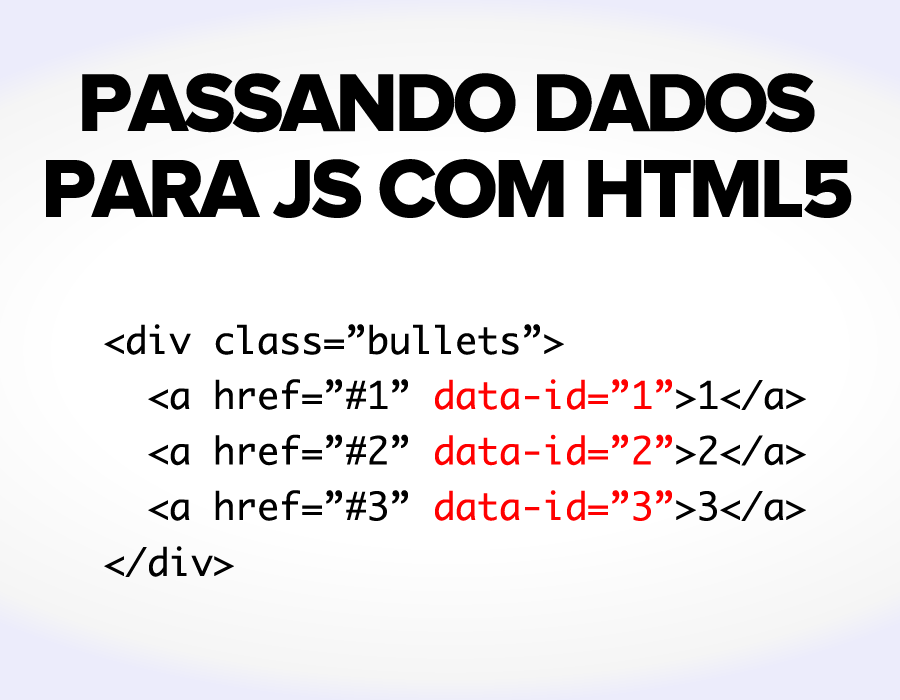 PASSANDO DADOS
PARA JS COM HTML5
<div class=”bullets”>
<a href=”#1” data-id=”1”>1</a>
<a href=”#2” data-id=”2”>2</a>
<a href=”#3” data-id=”3”>3</a>
</div>